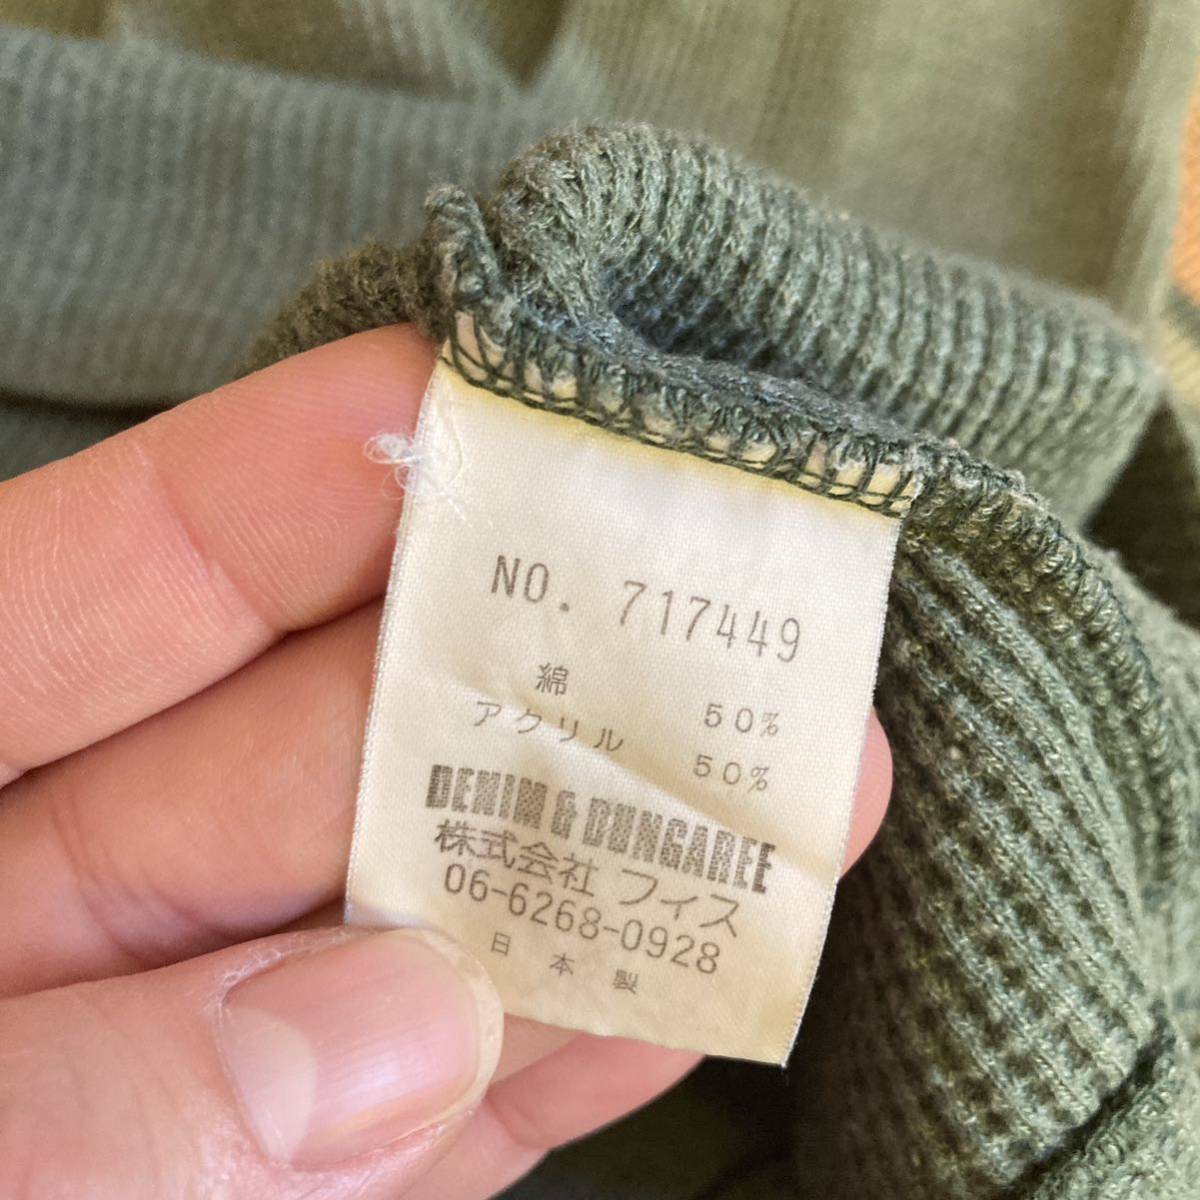 NO. 717449
綿 50%
アクリル 50%
DENIM & DUNGAREE
株式会社 フィス
06-6268-0928
日本製